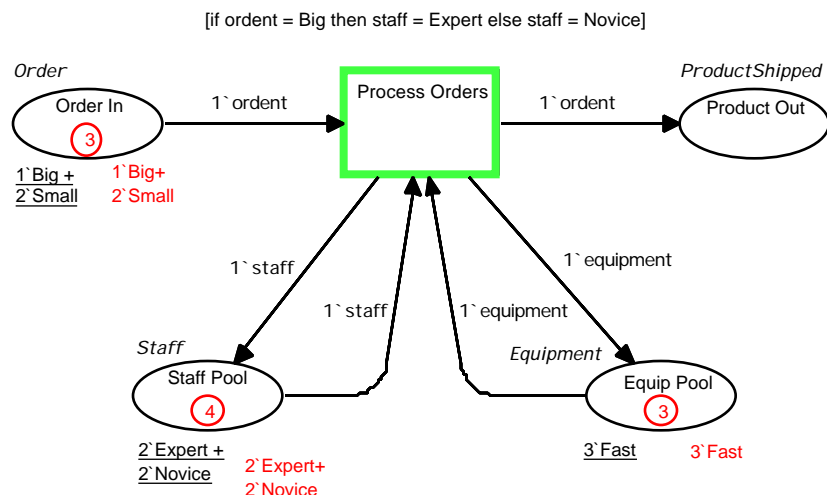 [if ordent = Big then staff = Expert else staff = Novice]
Order
ProductShipped
Order In
1`ordent
Process Orders
1`ordent
Product Out
3
1`Big +
2`Small
1`Big+
2`Small
1`staff
1`equipment
1`staff
1`equipment
Staff
Equipment
Staff Pool
Equip Pool
4
3
2`Expert +
2`Novice
2`Expert+
2`Novice
3`Fast
3`Fast